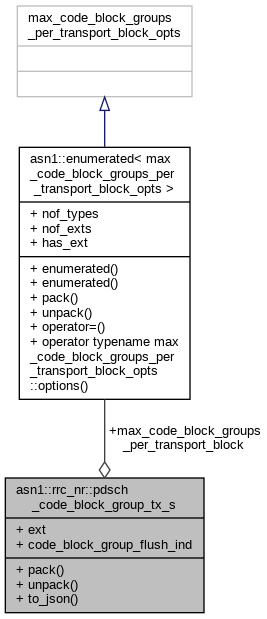 max_code_block_groups
_per_transport_block_opts
asn1::enumerated< max
_code_block_groups_per
_transport_block_opts >
+ nof_types
+ nof_exts
+ has_ext
+ enumerated()
+ enumerated()
+ pack()
+ unpack()
+ operator=()
+ operator typename max
_code_block_groups_per
_transport_block_opts
::options()
+max_code_block_groups
_per_transport_block
asn1::rrc_nr::pdsch
_code_block_group_tx_s
+ ext
+ code_block_group_flush_ind
+ pack()
+ unpack()
+ to_json()